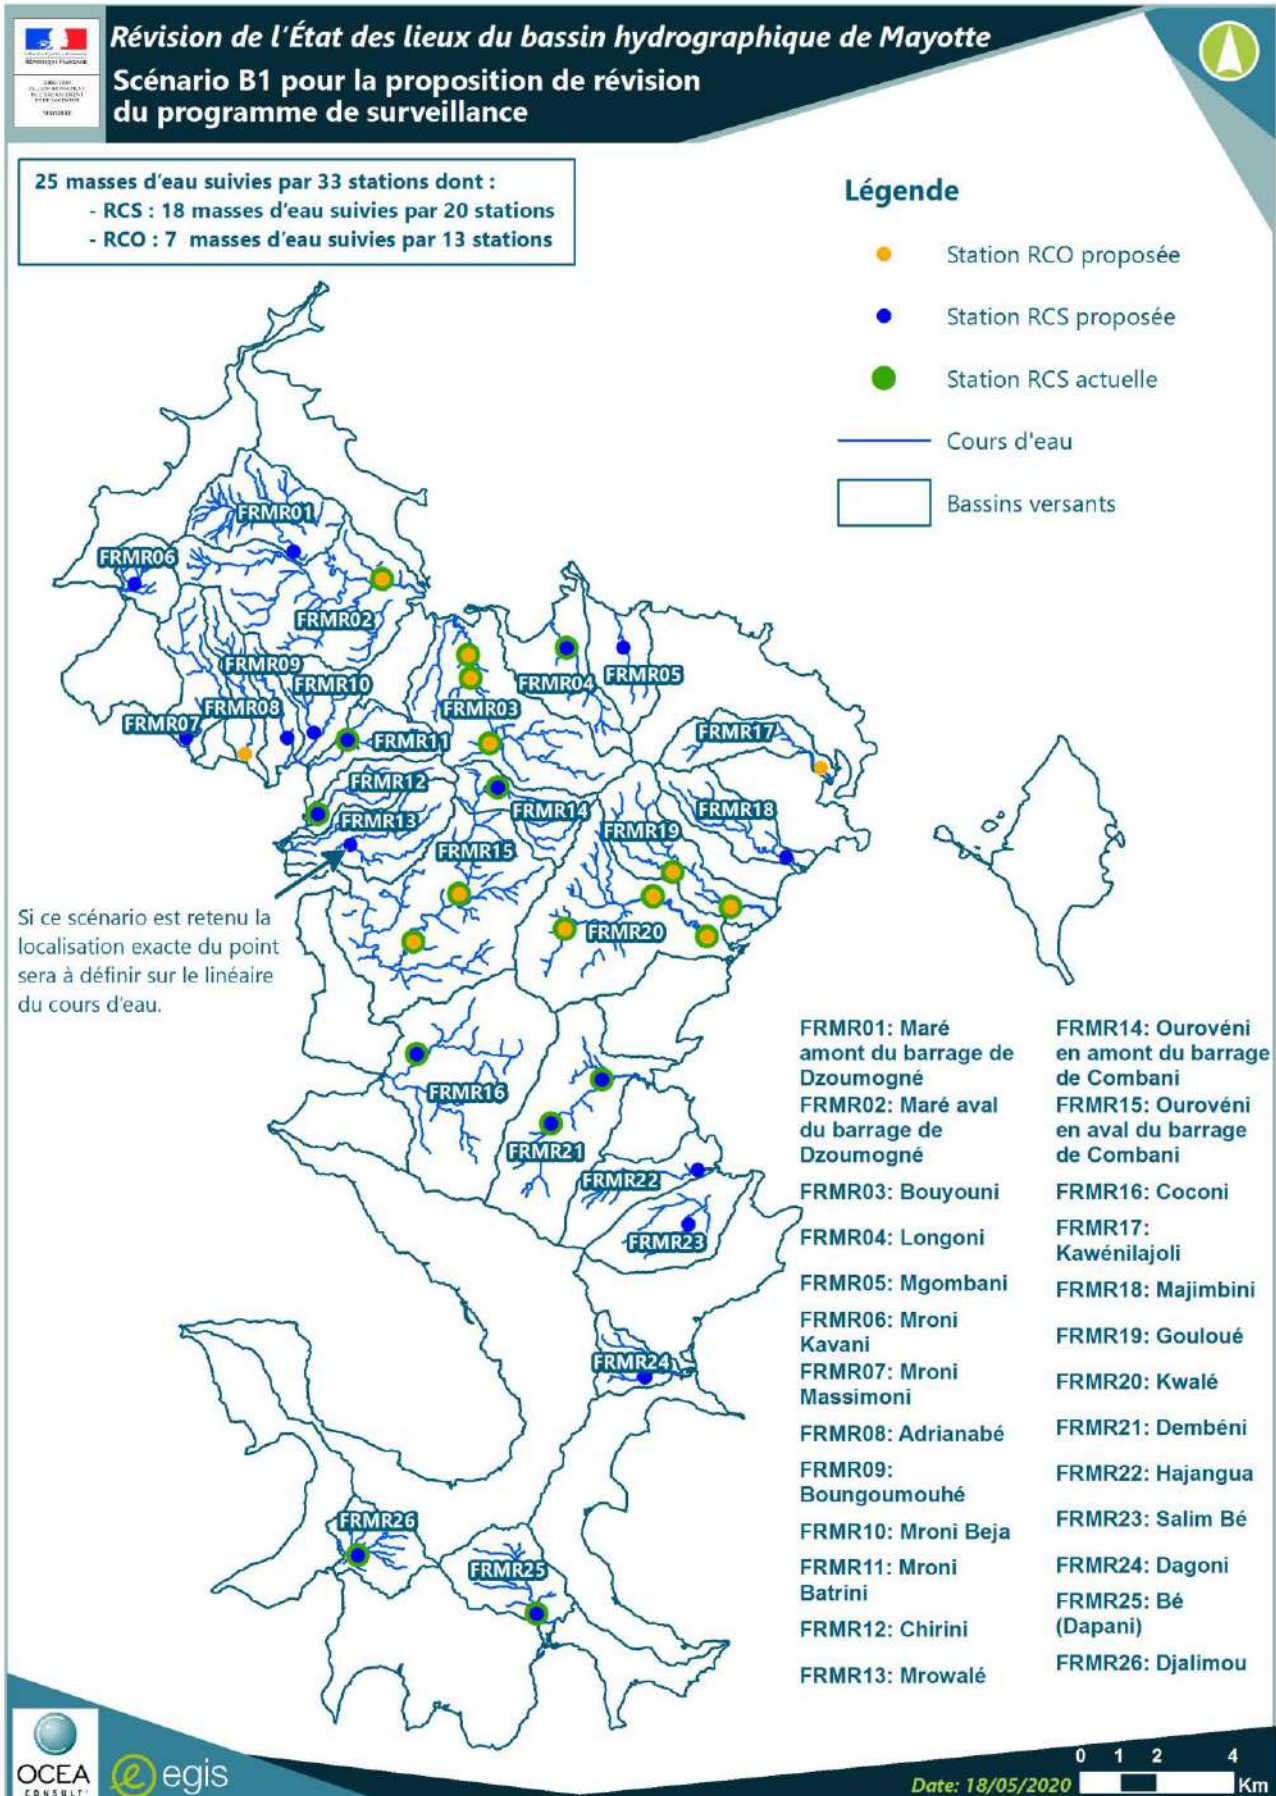 Révision de l'État des lieux du bassin hydrographique de Mayotte
Scénario B1 pour la proposition de révision
du programme de surveillance
MAYOTTE
25 masses d'eau suivies par 33 stations dont :
- RCS : 18 masses d'eau suivies par 20 stations
- RCO : 7 masses d'eau suivies par 13 stations
Légende
Station RCO proposée
Station RCS proposée
Station RCS actuelle
Cours d'eau
Bassins versants
FRMR01
FRMR06
FRMR02
FRMR09
FRMR10
FRMR04
FRMR05
FRMR08
FRMR03
FRMR07
FRMR11
FRMR17
FRMR12
FRMR14
FRMR18
FRMR13
FRMR19
FRMR15
FRMR20
Si ce scénario est retenu la
localisation exacte du point
sera à définir sur le linéaire
du cours d'eau.
FRMR16
FRMR21
FRMR22
FRMR23
FRMR24
FRMR26
FRMR25
FRMR01: Maré
amont du barrage de
Dzoumogné
FRMR02: Maré aval
du barrage de
Dzoumogné
FRMR03: Bouyouni
FRMR04: Longoni
FRMR05: Mgombani
FRMR06: Mroni
Kavani
FRMR07: Mroni
Massimoni
FRMR08: Adrianabé
FRMR09:
Boungoumouhé
FRMR10: Mroni Beja
FRMR11: Mroni
Batrini
FRMR12: Chirini
FRMR13: Mrowalé
FRMR14: Ourovéni
en amont du barrage
de Combani
FRMR15: Ourovéni
en aval du barrage
de Combani
FRMR16: Coconi
FRMR17:
Kawénilajoli
FRMR18: Majimbini
FRMR19: Gouloué
FRMR20: Kwalé
FRMR21: Dembéni
FRMR22: Hajangua
FRMR23: Salim Bé
FRMR24: Dagoni
FRMR25: Bé
(Dapani)
FRMR26: Djalimou
OCEA
CONSULT'
egis
Date: 18/05/2020
0 1 2 4
Km